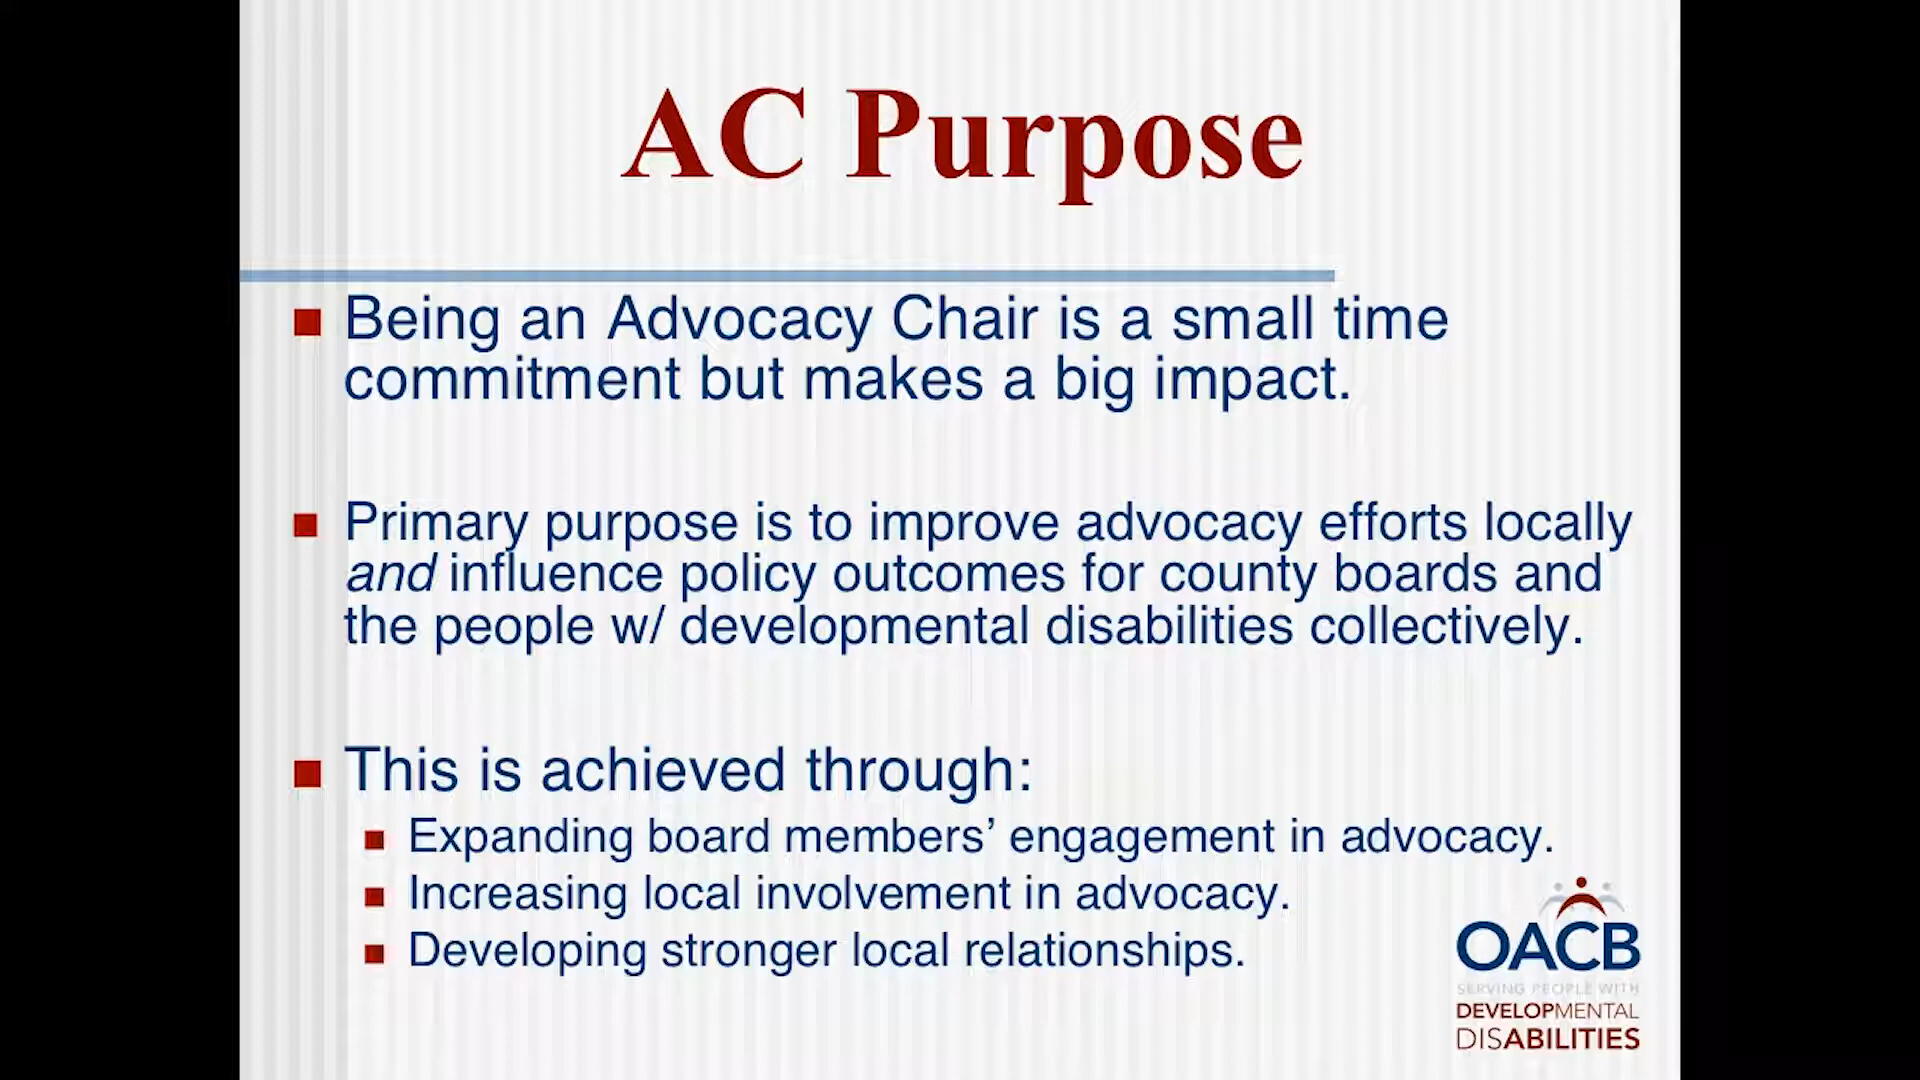 AC Purpose
Being an Advocacy Chair is a small time
commitment but makes a big impact.
Primary purpose is to improve advocacy efforts locally
and influence policy outcomes for county boards and
the people w/ developmental disabilities collectively.
This is achieved through:
Expanding board members’ engagement in advocacy.
Increasing local involvement in advocacy.
Developing stronger local relationships.
OACB
SERVING PEOPLE WITH
DEVELOPMENTAL
DISABILITIES